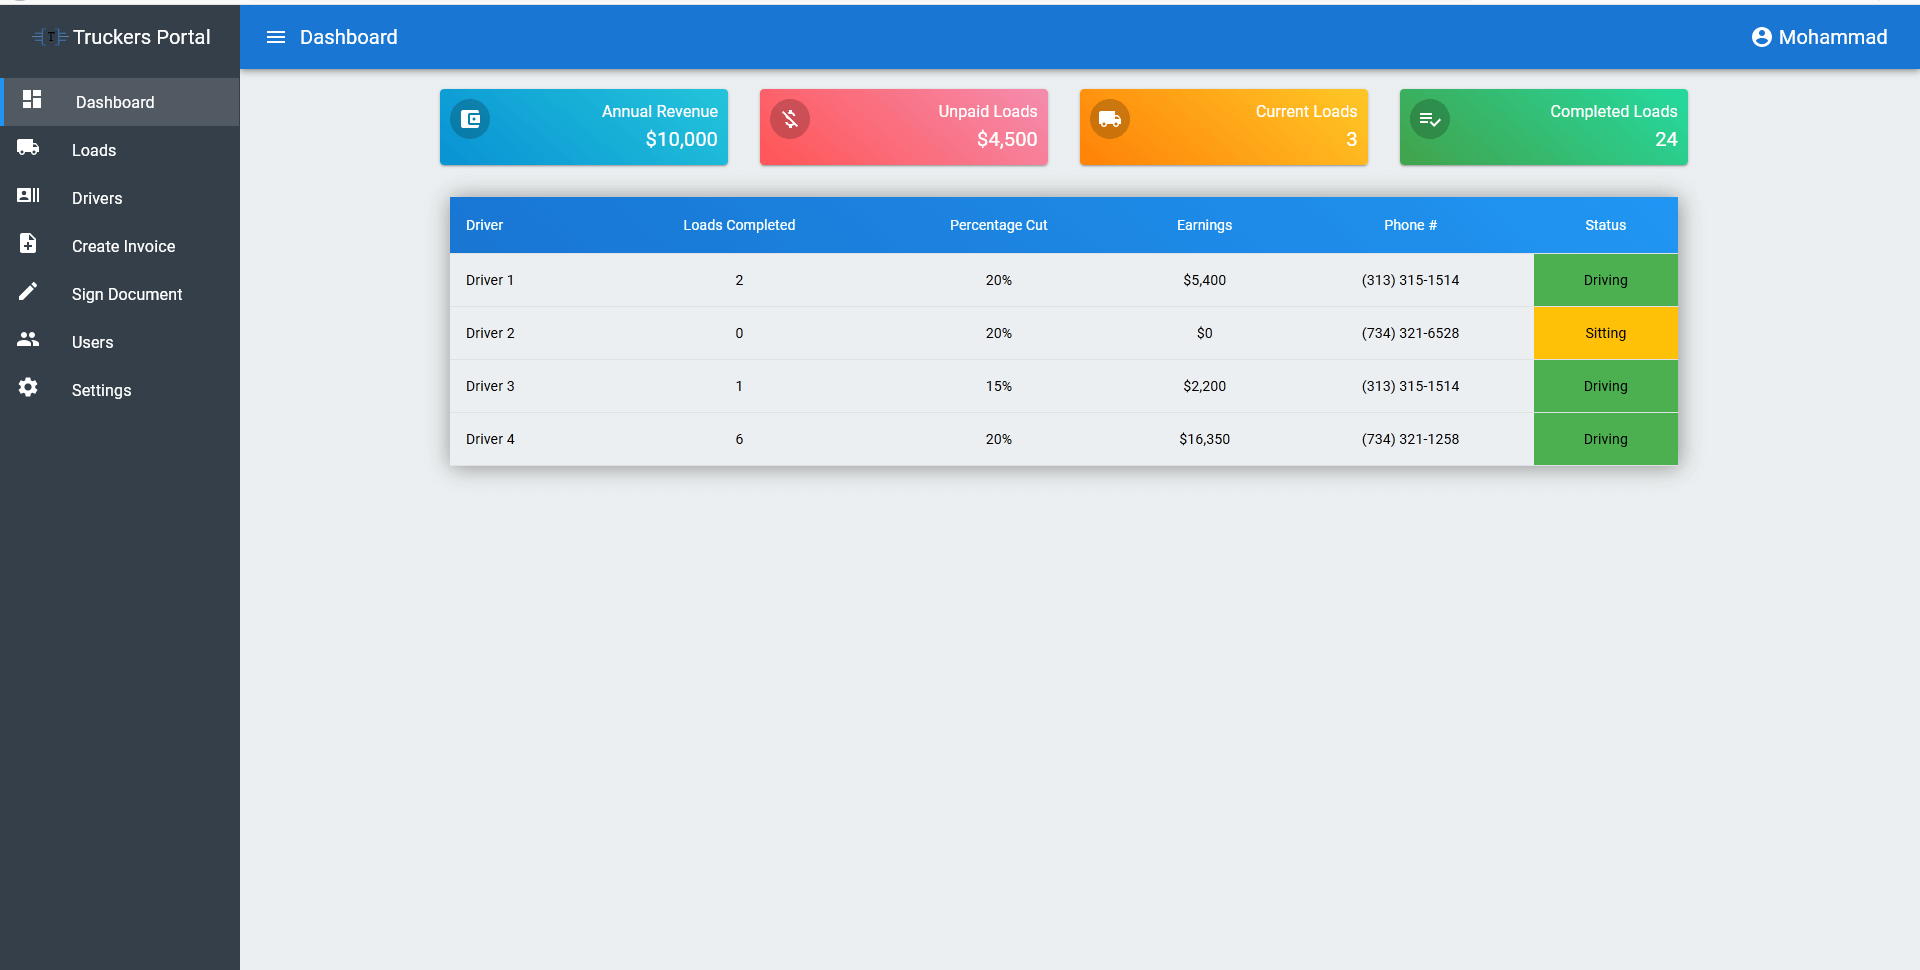 T Truckers Portal
Dashboard
Mohammad
Dashboard
Loads
Drivers
Create Invoice
Sign Document
Users
Settings
Annual Revenue
$10,000
Unpaid Loads
$4,500
Current Loads
3
Completed Loads
24
Driver Loads Completed Percentage Cut Earnings Phone # Status
Driver 1 2 20% $5,400 (313) 315-1514 Driving
Driver 2 0 20% $0 (734) 321-6528 Sitting
Driver 3 1 15% $2,200 (313) 315-1514 Driving
Driver 4 6 20% $16,350 (734) 321-1258 Driving